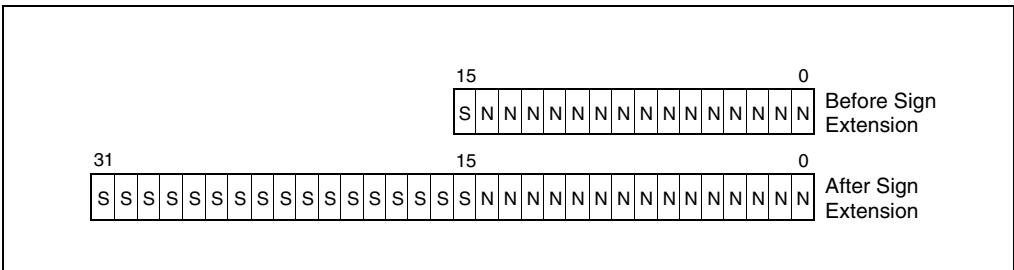 15 0
S N N N N N N N N N N N N N N N Before Sign
Extension
31 15 0
S S S S S S S S S S S S S S S S S N N N N N N N N N N N N N N N After Sign
Extension